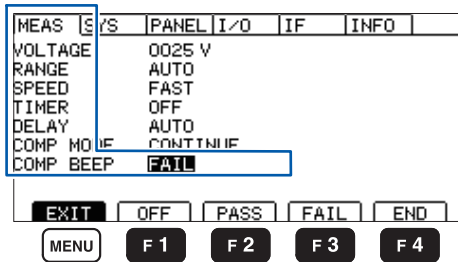 MEAS SYS PANEL I/O IF INFO
VOLTAGE 0025 V
RANGE AUTO
SPEED FAST
TIMER OFF
DELAY AUTO
COMP MODE CONTINUE
COMP BEEP FAIL
EXIT OFF PASS FAIL END
MENU F1 F2 F3 F4